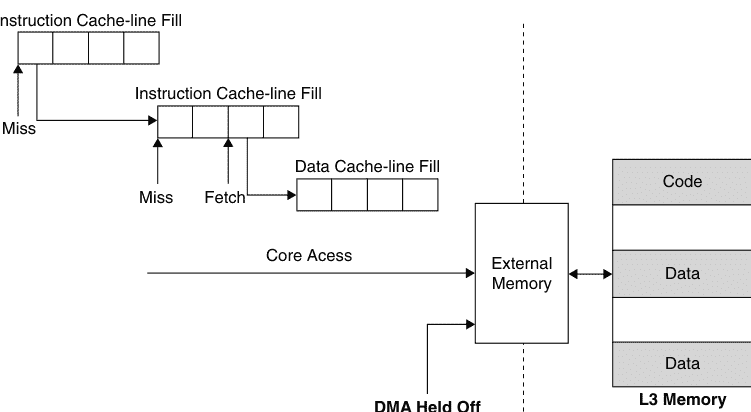 nstruction Cache-line Fill
Miss
Instruction Cache-line Fill
Miss
Fetch
Data Cache-line Fill
Core Acess
External
Memory
DMA Held Off
Code
Data
Data
L3 Memory